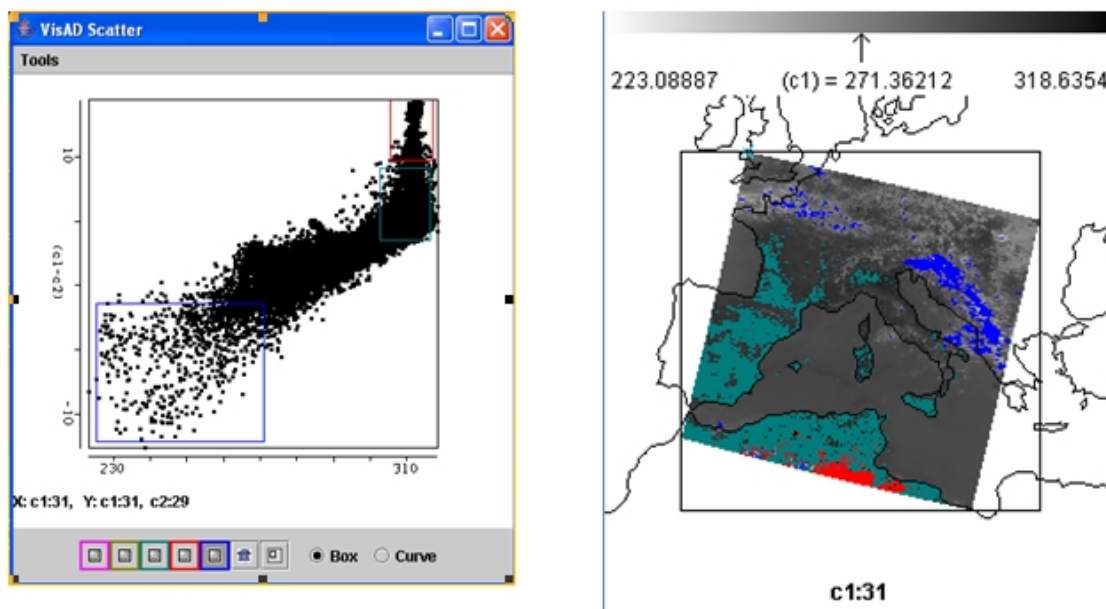 VisAD Scatter
Tools
10
(c1-c2)
-10
230 310
X: c1:31, Y: c1:31, c2:29
Box Curve
223.08887 (c1) = 271.36212 318.6354
c1:31